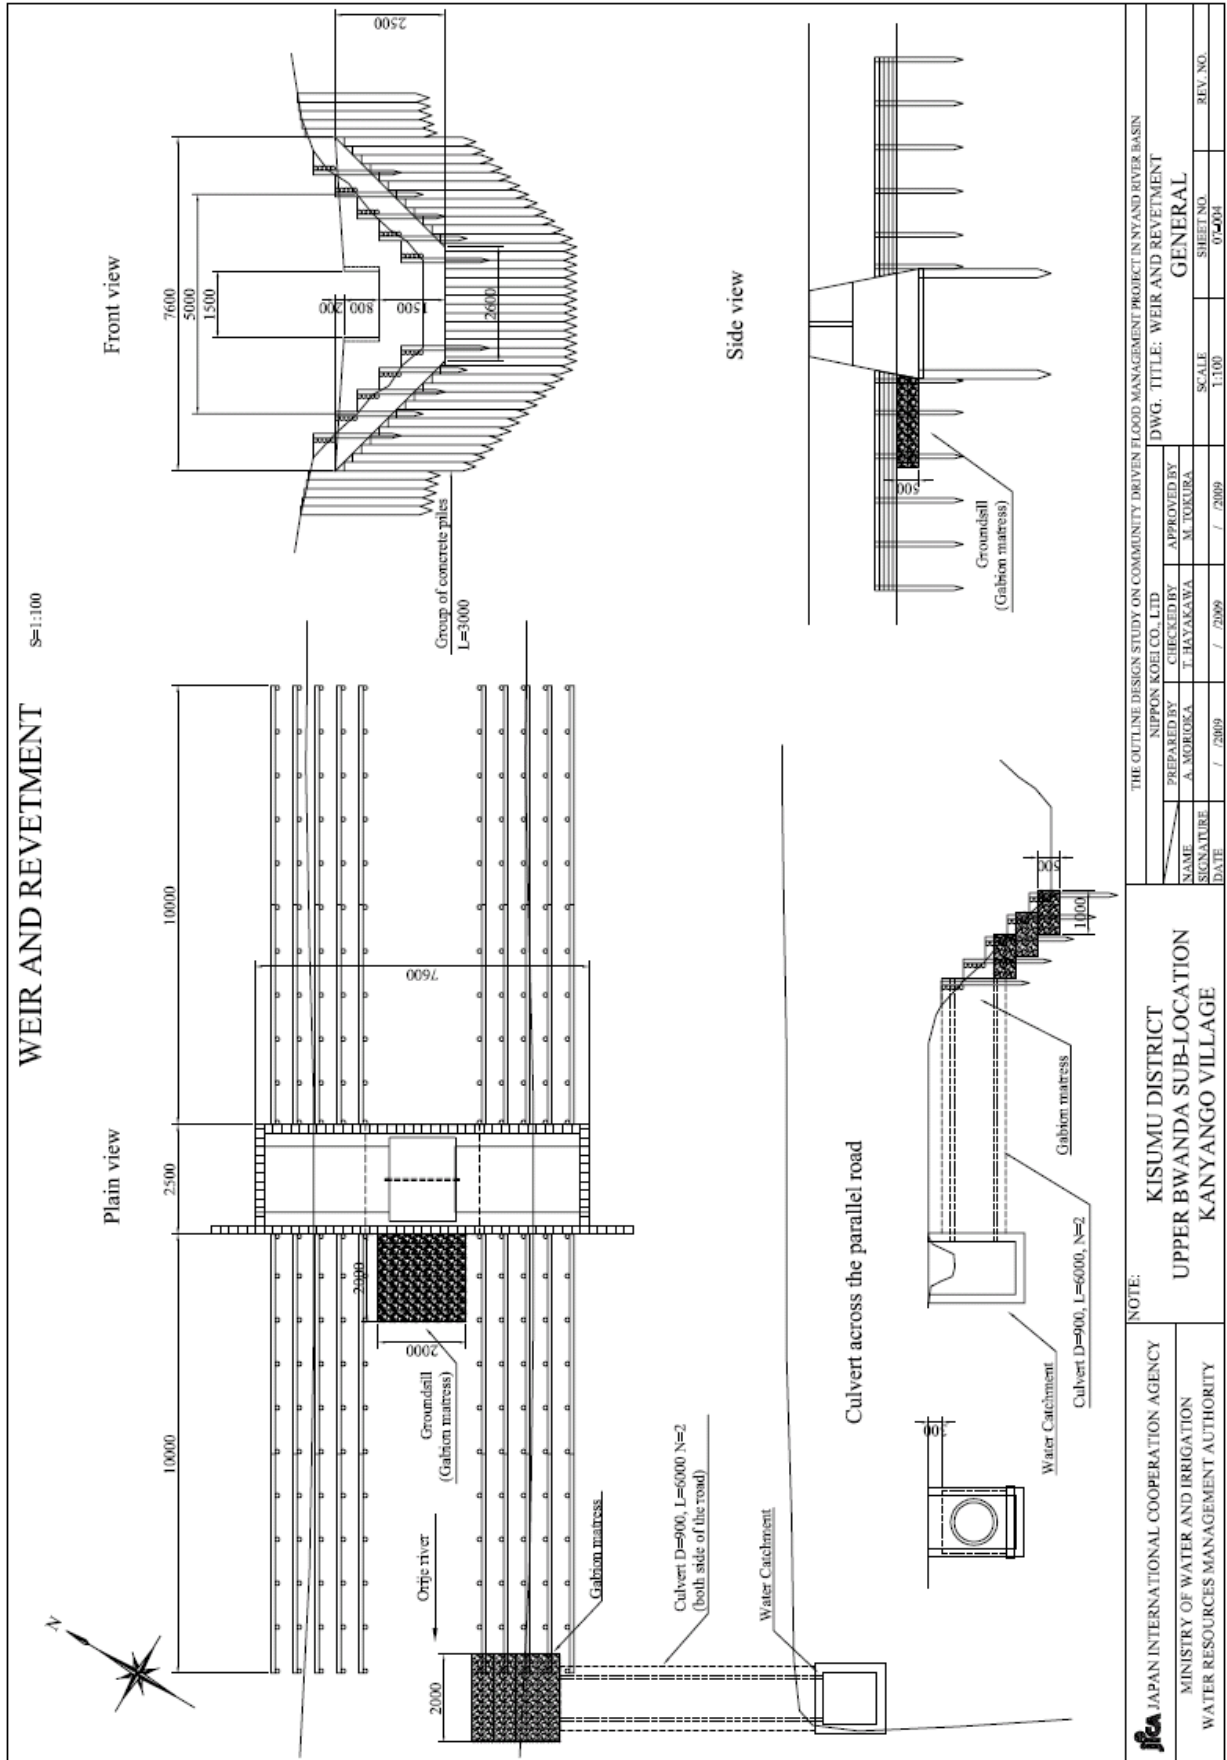 WEIR AND REVETMENT
S=1:100
Plain view
10000
2500
10000
7600
2000
2000
Groundsill
(Gabion matress)
Orije river
2000
Gabion matress
Culvert D=900, L=6000 N=2
(both side of the road)
Water Catchment
N
Front view
7600
5000
1500
2500
200
800
1500
2600
Group of concrete piles
L=3000
Side view
500
Groundsill
(Gabion matress)
Culvert across the parallel road
300
500
1000
Gabion matress
Culvert D=900, L=6000, N=2
Water Catchment
jica JAPAN INTERNATIONAL COOPERATION AGENCY
MINISTRY OF WATER AND IRRIGATION
WATER RESOURCES MANAGEMENT AUTHORITY
NOTE:
KISUMU DISTRICT
UPPER BWANDA SUB-LOCATION
KANYANGO VILLAGE
THE OUTLINE DESIGN STUDY ON COMMUNITY DRIVEN FLOOD MANAGEMENT PROJECT IN NYAND RIVER BASIN
NIPPON KOEI CO., LTD
PREPARED BY CHECKED BY APPROVED BY
NAME A. MORIOKA T. HAYAKAWA M. TOKURA
SIGNATURE
DATE / /2009 / /2009 / /2009
DWG. TITLE: WEIR AND REVETMENT
GENERAL
SCALE SHEET NO. REV. NO.
1:100 07-004